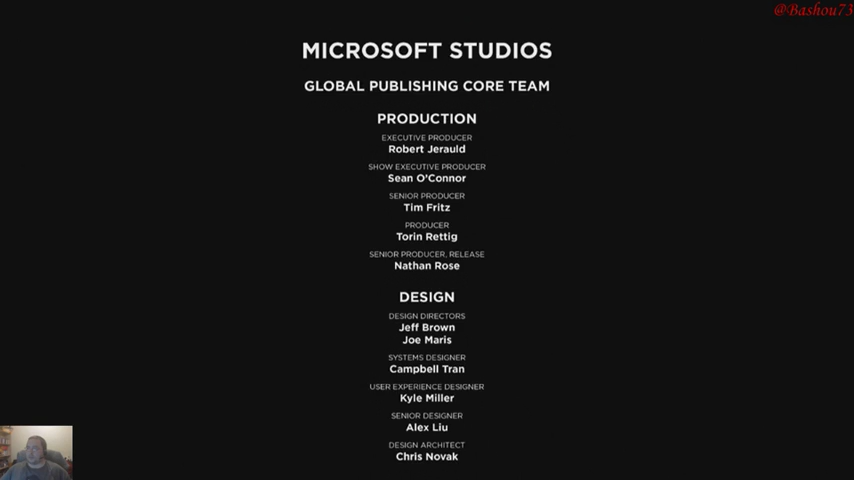 @Bashou73
MICROSOFT STUDIOS
GLOBAL PUBLISHING CORE TEAM
PRODUCTION
EXECUTIVE PRODUCER
Robert Jerauld
SHOW EXECUTIVE PRODUCER
Sean O'Connor
SENIOR PRODUCER
Tim Fritz
PRODUCER
Torin Rettig
SENIOR PRODUCER, RELEASE
Nathan Rose
DESIGN
DESIGN DIRECTORS
Jeff Brown
Joe Maris
SYSTEMS DESIGNER
Campbell Tran
USER EXPERIENCE DESIGNER
Kyle Miller
SENIOR DESIGNER
Alex Liu
DESIGN ARCHITECT
Chris Novak